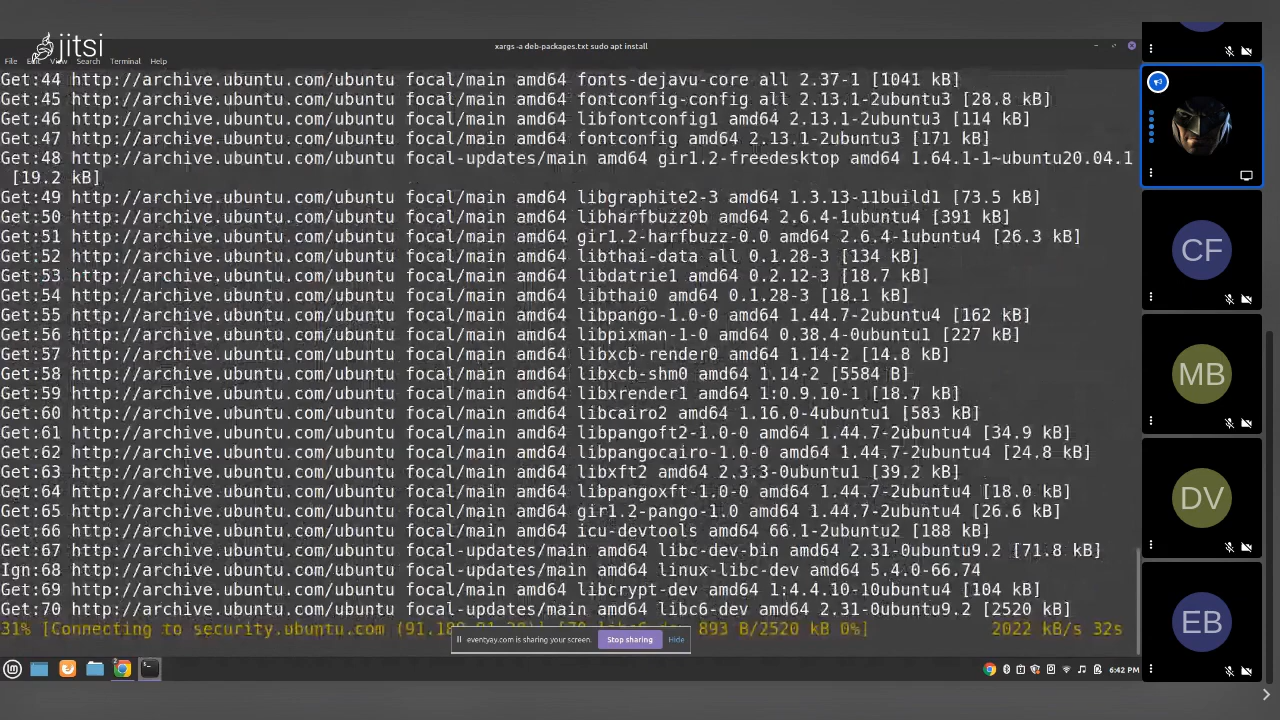 jitsi
xargs -a deb-packages.txt sudo apt install
File Edit View Search Terminal Help
Get:44 http://archive.ubuntu.com/ubuntu focal/main amd64 fonts-dejavu-core all 2.37-1 [1041 kB]
Get:45 http://archive.ubuntu.com/ubuntu focal/main amd64 fontconfig-config all 2.13.1-2ubuntu3 [28.8 kB]
Get:46 http://archive.ubuntu.com/ubuntu focal/main amd64 libfontconfig1 amd64 2.13.1-2ubuntu3 [114 kB]
Get:47 http://archive.ubuntu.com/ubuntu focal/main amd64 fontconfig amd64 2.13.1-2ubuntu3 [171 kB]
Get:48 http://archive.ubuntu.com/ubuntu focal-updates/main amd64 gir1.2-freedesktop amd64 1.64.1-1~ubuntu20.04.1
[19.2 kB]
Get:49 http://archive.ubuntu.com/ubuntu focal/main amd64 libgraphite2-3 amd64 1.3.13-11build1 [73.5 kB]
Get:50 http://archive.ubuntu.com/ubuntu focal/main amd64 libharfbuzz0b amd64 2.6.4-1ubuntu4 [391 kB]
Get:51 http://archive.ubuntu.com/ubuntu focal/main amd64 gir1.2-harfbuzz-0.0 amd64 2.6.4-1ubuntu4 [26.3 kB]
Get:52 http://archive.ubuntu.com/ubuntu focal/main amd64 libthai-data all 0.1.28-3 [134 kB]
Get:53 http://archive.ubuntu.com/ubuntu focal/main amd64 libdatrie1 amd64 0.2.12-3 [18.7 kB]
Get:54 http://archive.ubuntu.com/ubuntu focal/main amd64 libthai0 amd64 0.1.28-3 [18.1 kB]
Get:55 http://archive.ubuntu.com/ubuntu focal/main amd64 libpango-1.0-0 amd64 1.44.7-2ubuntu4 [162 kB]
Get:56 http://archive.ubuntu.com/ubuntu focal/main amd64 libpixman-1-0 amd64 0.38.4-0ubuntu1 [227 kB]
Get:57 http://archive.ubuntu.com/ubuntu focal/main amd64 libxcb-render0 amd64 1.14-2 [14.8 kB]
Get:58 http://archive.ubuntu.com/ubuntu focal/main amd64 libxcb-shm0 amd64 1.14-2 [5584 B]
Get:59 http://archive.ubuntu.com/ubuntu focal/main amd64 libxrender1 amd64 1:0.9.10-1 [18.7 kB]
Get:60 http://archive.ubuntu.com/ubuntu focal/main amd64 libcairo2 amd64 1.16.0-4ubuntu1 [583 kB]
Get:61 http://archive.ubuntu.com/ubuntu focal/main amd64 libpangoft2-1.0-0 amd64 1.44.7-2ubuntu4 [34.9 kB]
Get:62 http://archive.ubuntu.com/ubuntu focal/main amd64 libpangocairo-1.0-0 amd64 1.44.7-2ubuntu4 [24.8 kB]
Get:63 http://archive.ubuntu.com/ubuntu focal/main amd64 libxft2 amd64 2.3.3-0ubuntu1 [39.2 kB]
Get:64 http://archive.ubuntu.com/ubuntu focal/main amd64 libpangoxft-1.0-0 amd64 1.44.7-2ubuntu4 [18.0 kB]
Get:65 http://archive.ubuntu.com/ubuntu focal/main amd64 gir1.2-pango-1.0 amd64 1.44.7-2ubuntu4 [26.6 kB]
Get:66 http://archive.ubuntu.com/ubuntu focal/main amd64 icu-devtools amd64 66.1-2ubuntu2 [188 kB]
Get:67 http://archive.ubuntu.com/ubuntu focal-updates/main amd64 libc-dev-bin amd64 2.31-0ubuntu9.2 [71.8 kB]
Ign:68 http://archive.ubuntu.com/ubuntu focal-updates/main amd64 linux-libc-dev amd64 5.4.0-66.74
Get:69 http://archive.ubuntu.com/ubuntu focal/main amd64 libcrypt-dev amd64 1:4.4.10-10ubuntu4 [104 kB]
Get:70 http://archive.ubuntu.com/ubuntu focal-updates/main amd64 libc6-dev amd64 2.31-0ubuntu9.2 [2520 kB]
31% [Connecting to security.ubuntu.com 893 B/2520 kB 0%] 2022 kB/s 32s
eventyay.com is sharing your screen. Stop sharing Hide
6:42 PM
CF
MB
DV
EB